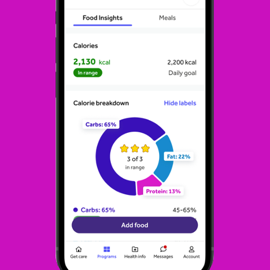 Food Insights Meals
Calories
2,130 kcal 2,200 kcal
In range Daily goal
Calorie breakdown Hide labels
Carbs: 65%
3 of 3
in range
Fat: 22%
Protein: 13%
Carbs: 65% 45-65%
Add food
Get care Programs Health info Messages Account